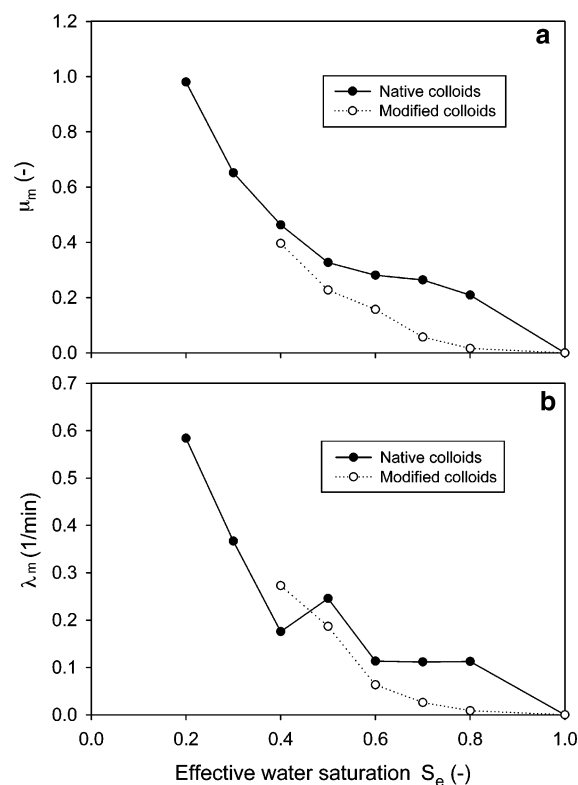 a
1.2
1.0
0.8
0.6
0.4
0.2
0.0
μm (-)
Native colloids
Modified colloids
b
0.7
0.6
0.5
0.4
0.3
0.2
0.1
0.0
λ m (1/min)
Native colloids
Modified colloids
0.0 0.2 0.4 0.6 0.8 1.0
Effective water saturation Se (-)